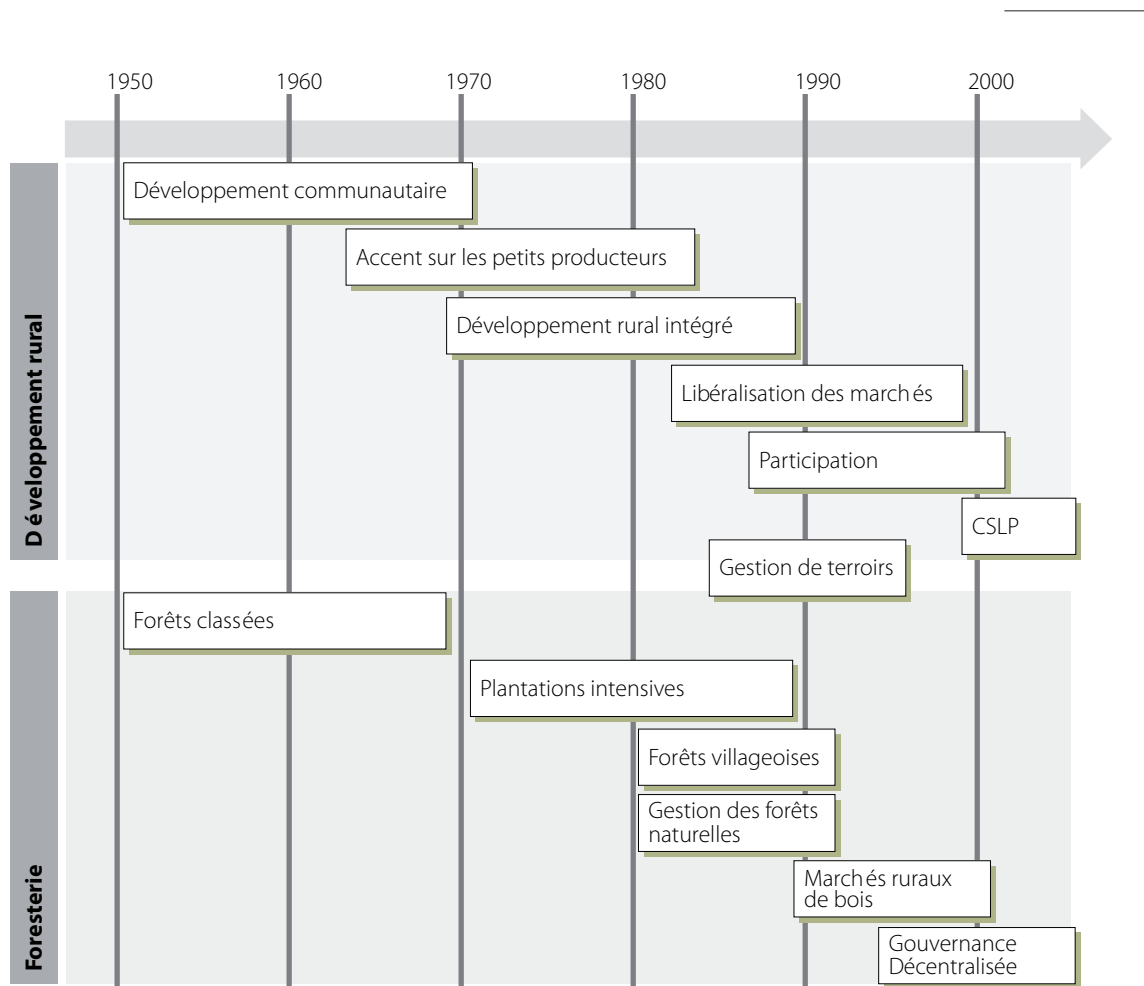 1950 1960 1970 1980 1990 2000
Développement rural
Développement communautaire
Accent sur les petits producteurs
Développement rural intégré
Libéralisation des marchés
Participation
CSLP
Gestion de terroirs
Foresterie
Forêts classées
Plantations intensives
Forêts villageoises
Gestion des forêts
naturelles
Marchés ruraux
de bois
Gouvernance
Décentralisée